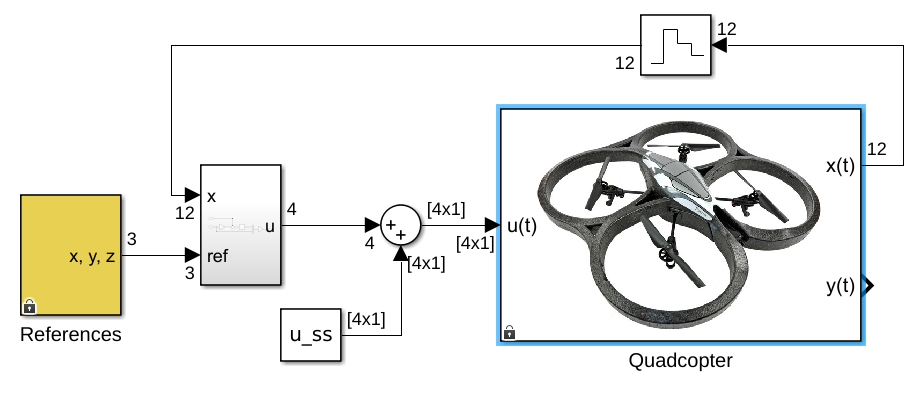 12
12
x
12
3
x, y, z
ref
3
u
4
4
[4x1]
[4x1]
[4x1]
[4x1]
u_ss
u(t)
x(t)
12
y(t)
References
Quadcopter